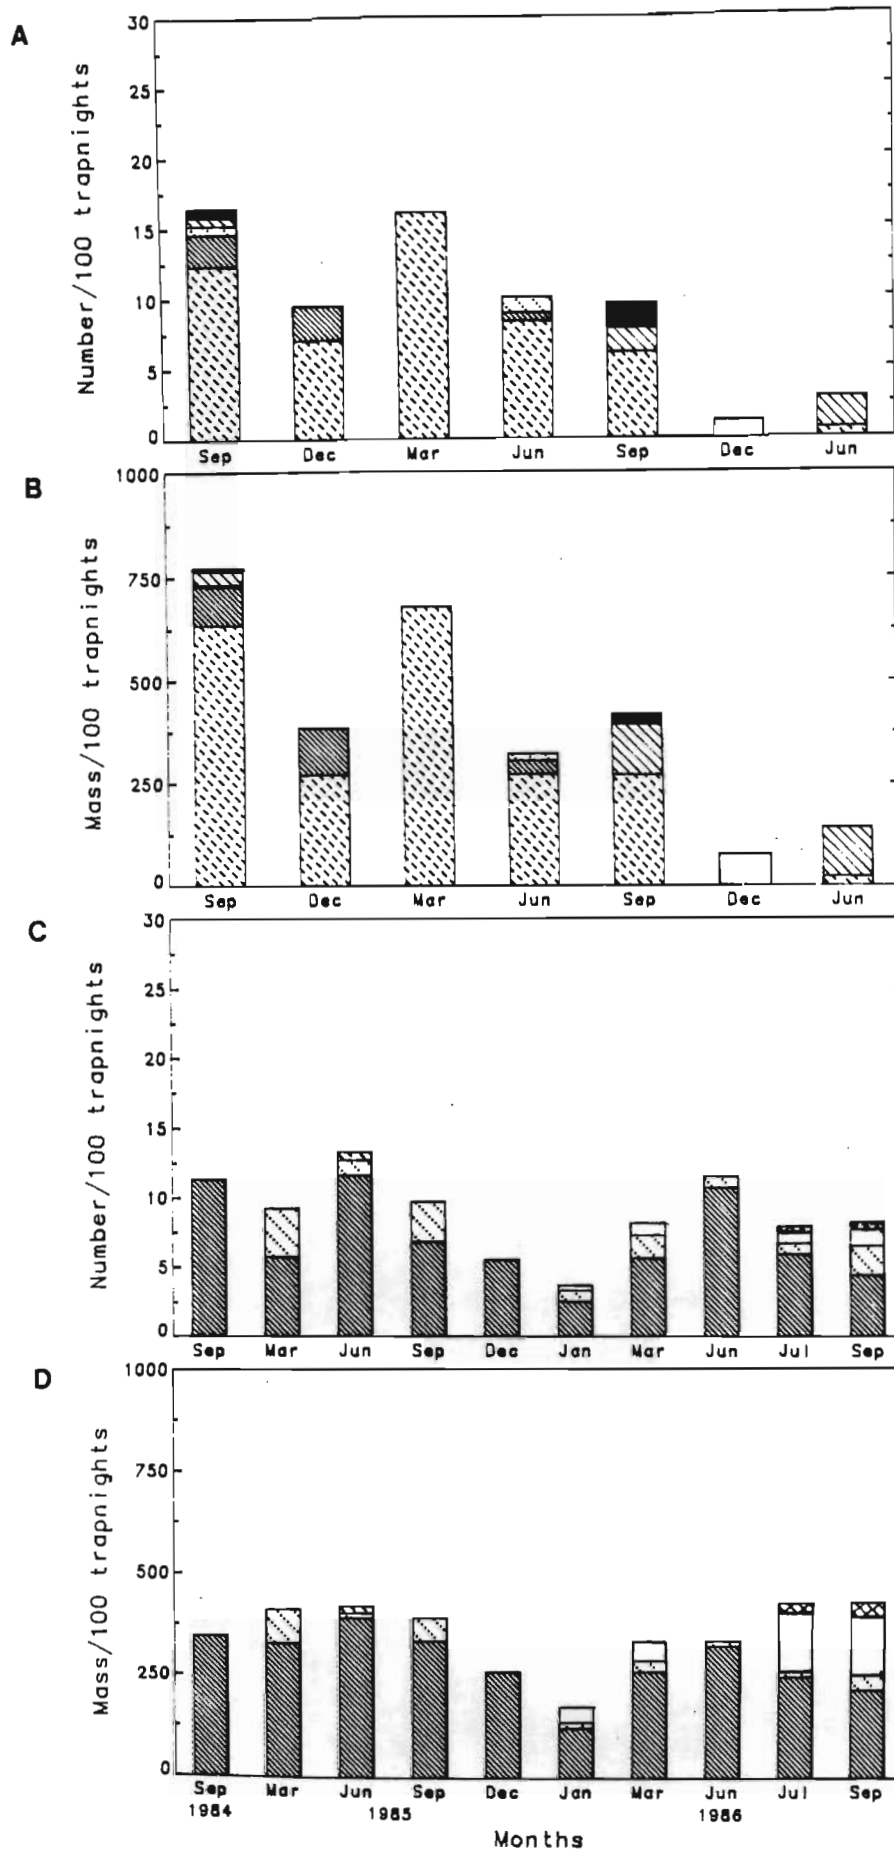 A
Number/100 trapnights
30
25
20
15
10
5
0
Sep Dec Mar Jun Sep Dec Jun
B
Mass/100 trapnights
1000
750
500
250
0
Sep Dec Mar Jun Sep Dec Jun
C
Number/100 trapnights
30
25
20
15
10
5
0
Sep Mar Jun Sep Dec Jan Mar Jun Jul Sep
D
Mass/100 trapnights
1000
750
500
250
0
Sep Mar Jun Sep Dec Jan Mar Jun Jul Sep
1984 1985 1986
Months